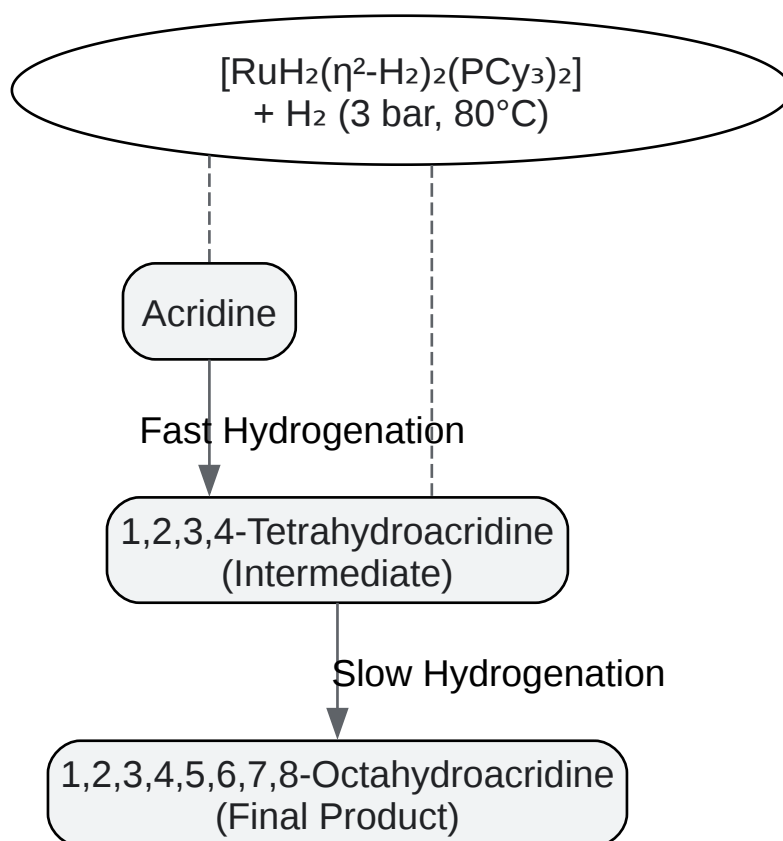 [RuH₂(η²-H₂)₂(PCy₃)₂]
+ H₂ (3 bar, 80°C)
Acridine
Fast Hydrogenation
1,2,3,4-Tetrahydroacridine
(Intermediate)
Slow Hydrogenation
1,2,3,4,5,6,7,8-Octahydroacridine
(Final Product)